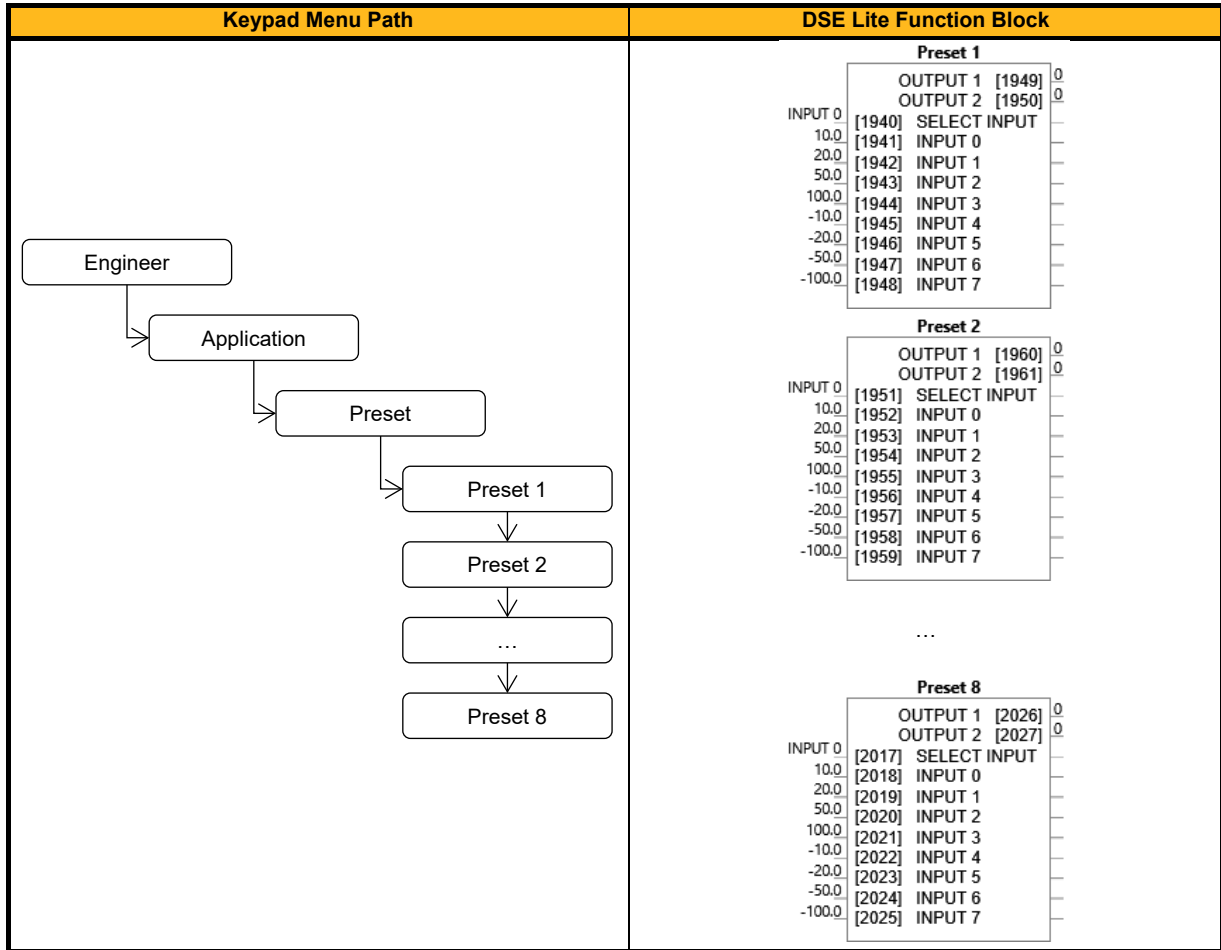 Keypad Menu Path
DSE Lite Function Block
Engineer
Application
Preset
Preset 1
Preset 2
…
Preset 8
Preset 1
OUTPUT 1 [1949] 0
OUTPUT 2 [1950] 0
INPUT 0 [1940] SELECT INPUT
10.0 [1941] INPUT 0
20.0 [1942] INPUT 1
50.0 [1943] INPUT 2
100.0 [1944] INPUT 3
-10.0 [1945] INPUT 4
-20.0 [1946] INPUT 5
-50.0 [1947] INPUT 6
-100.0 [1948] INPUT 7
Preset 2
OUTPUT 1 [1960] 0
OUTPUT 2 [1961] 0
INPUT 0 [1951] SELECT INPUT
10.0 [1952] INPUT 0
20.0 [1953] INPUT 1
50.0 [1954] INPUT 2
100.0 [1955] INPUT 3
-10.0 [1956] INPUT 4
-20.0 [1957] INPUT 5
-50.0 [1958] INPUT 6
-100.0 [1959] INPUT 7
…
Preset 8
OUTPUT 1 [2026] 0
OUTPUT 2 [2027] 0
INPUT 0 [2017] SELECT INPUT
10.0 [2018] INPUT 0
20.0 [2019] INPUT 1
50.0 [2020] INPUT 2
100.0 [2021] INPUT 3
-10.0 [2022] INPUT 4
-20.0 [2023] INPUT 5
-50.0 [2024] INPUT 6
-100.0 [2025] INPUT 7